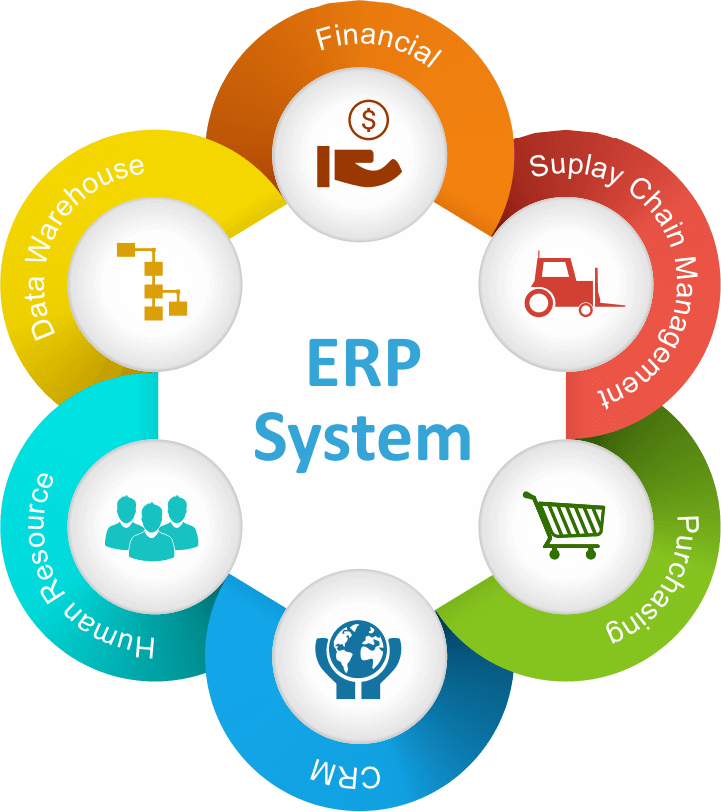 Financial
Suplay Chain Management
Purchasing
CRM
Human Resource
Data Warehouse
ERP
System
$